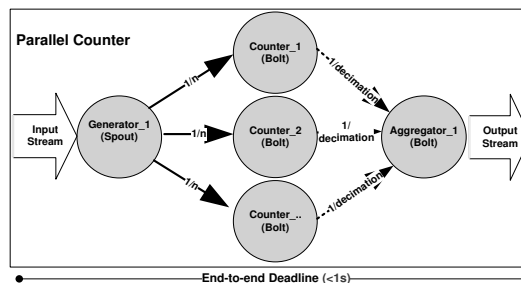 Parallel Counter
Input
Stream
Generator_1
(Spout)
1/n
1/n
1/n
Counter_1
(Bolt)
Counter_2
(Bolt)
Counter_..
(Bolt)
1/decimation
1/
decimation
1/decimation
Aggregator_1
(Bolt)
Output
Stream
End-to-end Deadline (<1s)